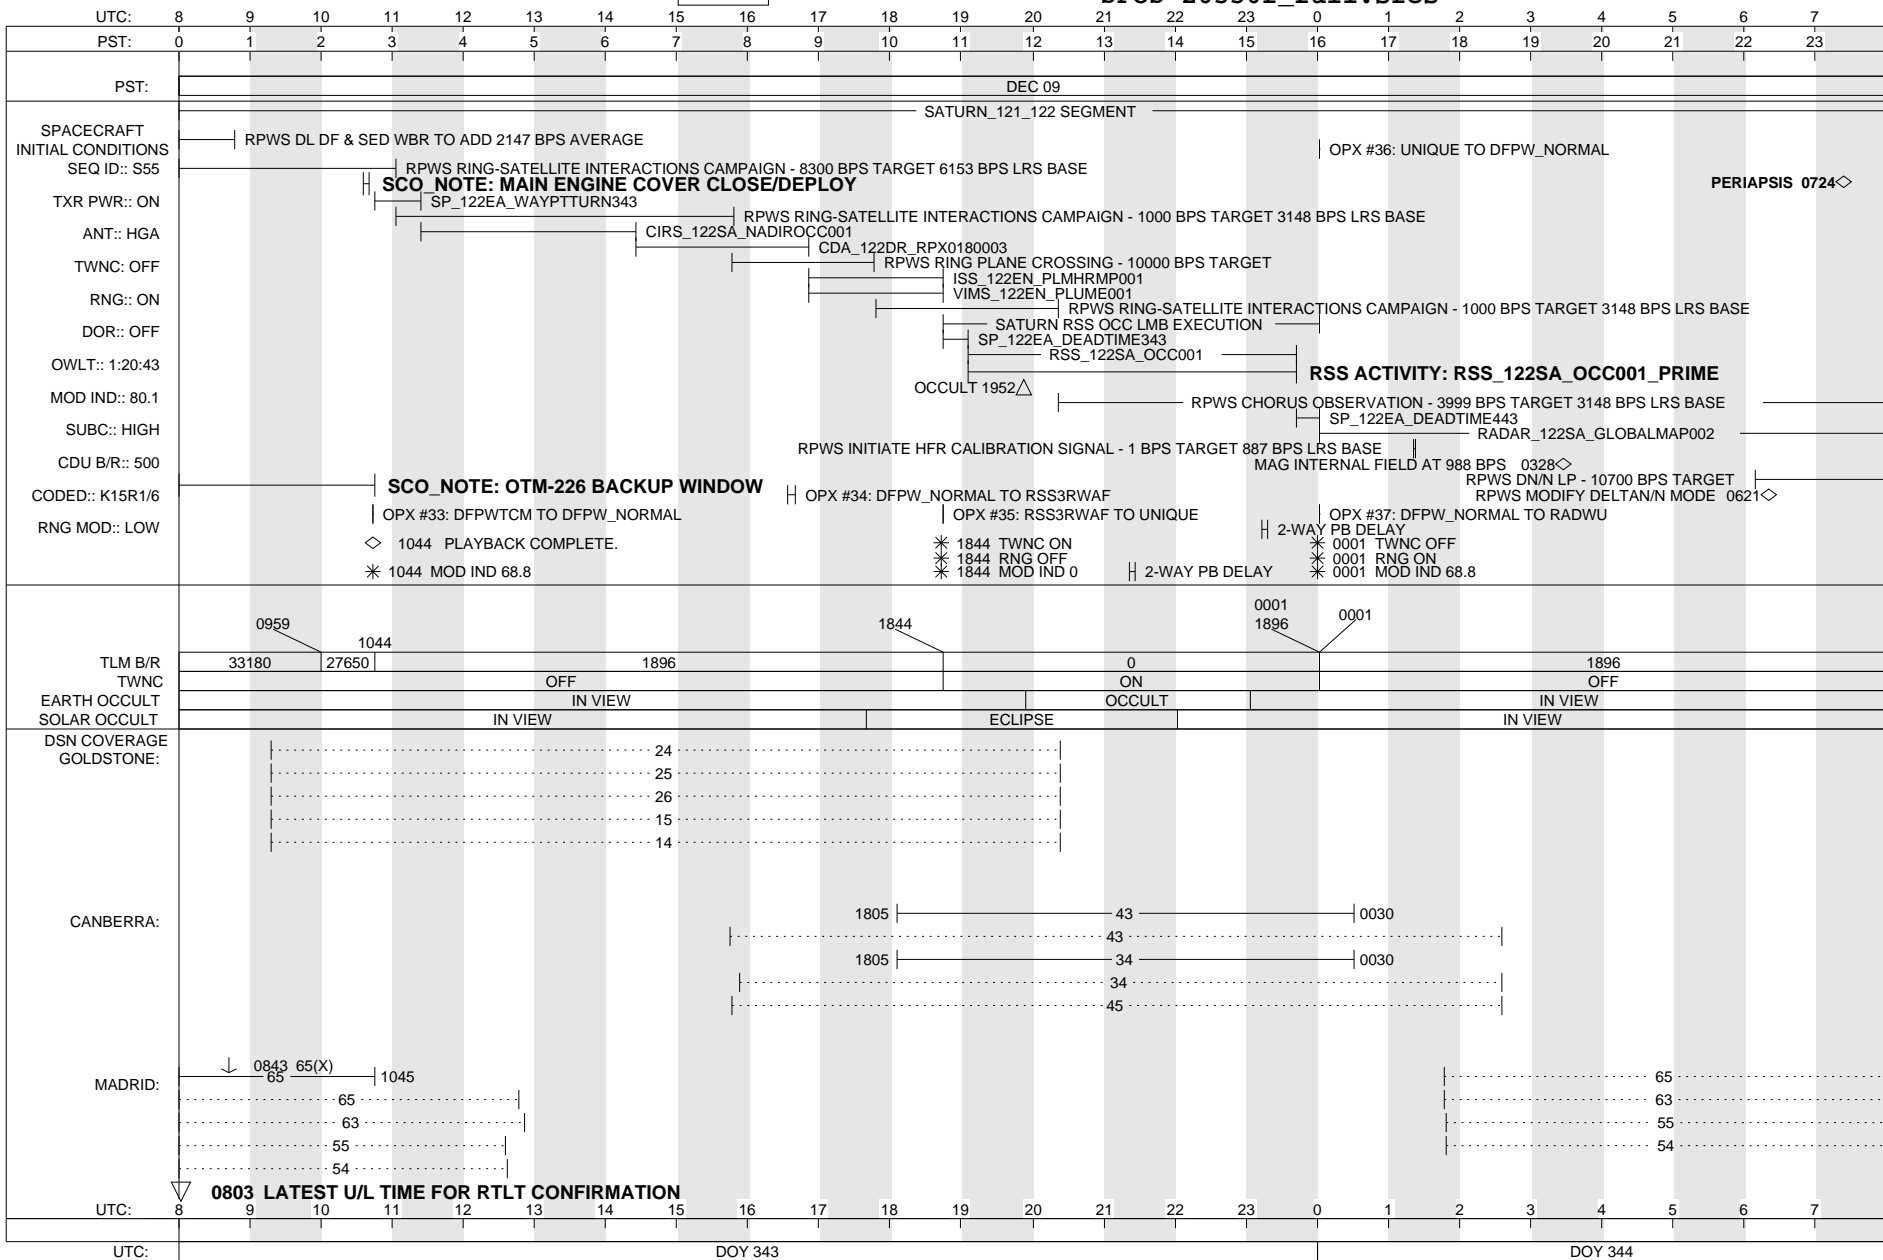 UTC: 8 9 10 11 12 13 14 15 16 17 18 19 20 21 22 23 0 1 2 3 4 5 6 7
PST: 0 1 2 3 4 5 6 7 8 9 10 11 12 13 14 15 16 17 18 19 20 21 22 23
PST: DEC 09
SATURN_121_122 SEGMENT
SPACECRAFT
INITIAL CONDITIONS
RPWS DL DF & SED WBR TO ADD 2147 BPS AVERAGE
OPX #36: UNIQUE TO DFPW_NORMAL
SEQ ID:: S55
RPWS RING-SATELLITE INTERACTIONS CAMPAIGN - 8300 BPS TARGET 6153 BPS LRS BASE
SCO_NOTE: MAIN ENGINE COVER CLOSE/DEPLOY
PERIAPSIS 0724
TXR PWR:: ON
SP_122EA_WAYPTTURN343
RPWS RING-SATELLITE INTERACTIONS CAMPAIGN - 1000 BPS TARGET 3148 BPS LRS BASE
ANT:: HGA
CIRS_122SA_NADIROCC001
CDA_122DR_RPX0180003
TWNC: OFF
RPWS RING PLANE CROSSING - 10000 BPS TARGET
ISS_122EN_PLMHRMP001
VIMS_122EN_PLUME001
RNG:: ON
RPWS RING-SATELLITE INTERACTIONS CAMPAIGN - 1000 BPS TARGET 3148 BPS LRS BASE
DOR:: OFF
SATURN RSS OCC LMB EXECUTION
SP_122EA_DEADTIME343
RSS_122SA_OCC001
OWLT:: 1:20:43
RSS ACTIVITY: RSS_122SA_OCC001_PRIME
OCCULT 1952
MOD IND:: 80.1
RPWS CHORUS OBSERVATION - 3999 BPS TARGET 3148 BPS LRS BASE
SP_122EA_DEADTIME443
SUBC:: HIGH
RADAR_122SA_GLOBALMAP002
RPWS INITIATE HFR CALIBRATION SIGNAL - 1 BPS TARGET 887 BPS LRS BASE
CDU B/R:: 500
MAG INTERNAL FIELD AT 988 BPS 0328
RPWS DN/N LP - 10700 BPS TARGET
SCO_NOTE: OTM-226 BACKUP WINDOW
CODED:: K15R1/6
OPX #34: DFPW_NORMAL TO RSS3RWAF
RPWS MODIFY DELTAN/N MODE 0621
OPX #33: DFPWTCM TO DFPW_NORMAL
OPX #35: RSS3RWAF TO UNIQUE
OPX #37: DFPW_NORMAL TO RADWU
RNG MOD:: LOW
2-WAY PB DELAY
1044 PLAYBACK COMPLETE.
1844 TWNC ON
0001 TWNC OFF
1844 RNG OFF
0001 RNG ON
1044 MOD IND 68.8
1844 MOD IND 0
2-WAY PB DELAY
0001 MOD IND 68.8
0959 1044 1844 0001 1896 0001
TLM B/R 33180 27650 1896 0 1896
TWNC OFF ON OFF
EARTH OCCULT IN VIEW OCCULT IN VIEW
SOLAR OCCULT IN VIEW ECLIPSE IN VIEW
DSN COVERAGE
GOLDSTONE:
24
25
26
15
14
CANBERRA:
1805 43 0030
43
1805 34 0030
34
45
MADRID:
0843 65(X)
65 1045 65
65 63
63 55
55 54
54
0803 LATEST U/L TIME FOR RTLT CONFIRMATION
UTC: 8 9 10 11 12 13 14 15 16 17 18 19 20 21 22 23 0 1 2 3 4 5 6 7
UTC: DOY 343 DOY 344